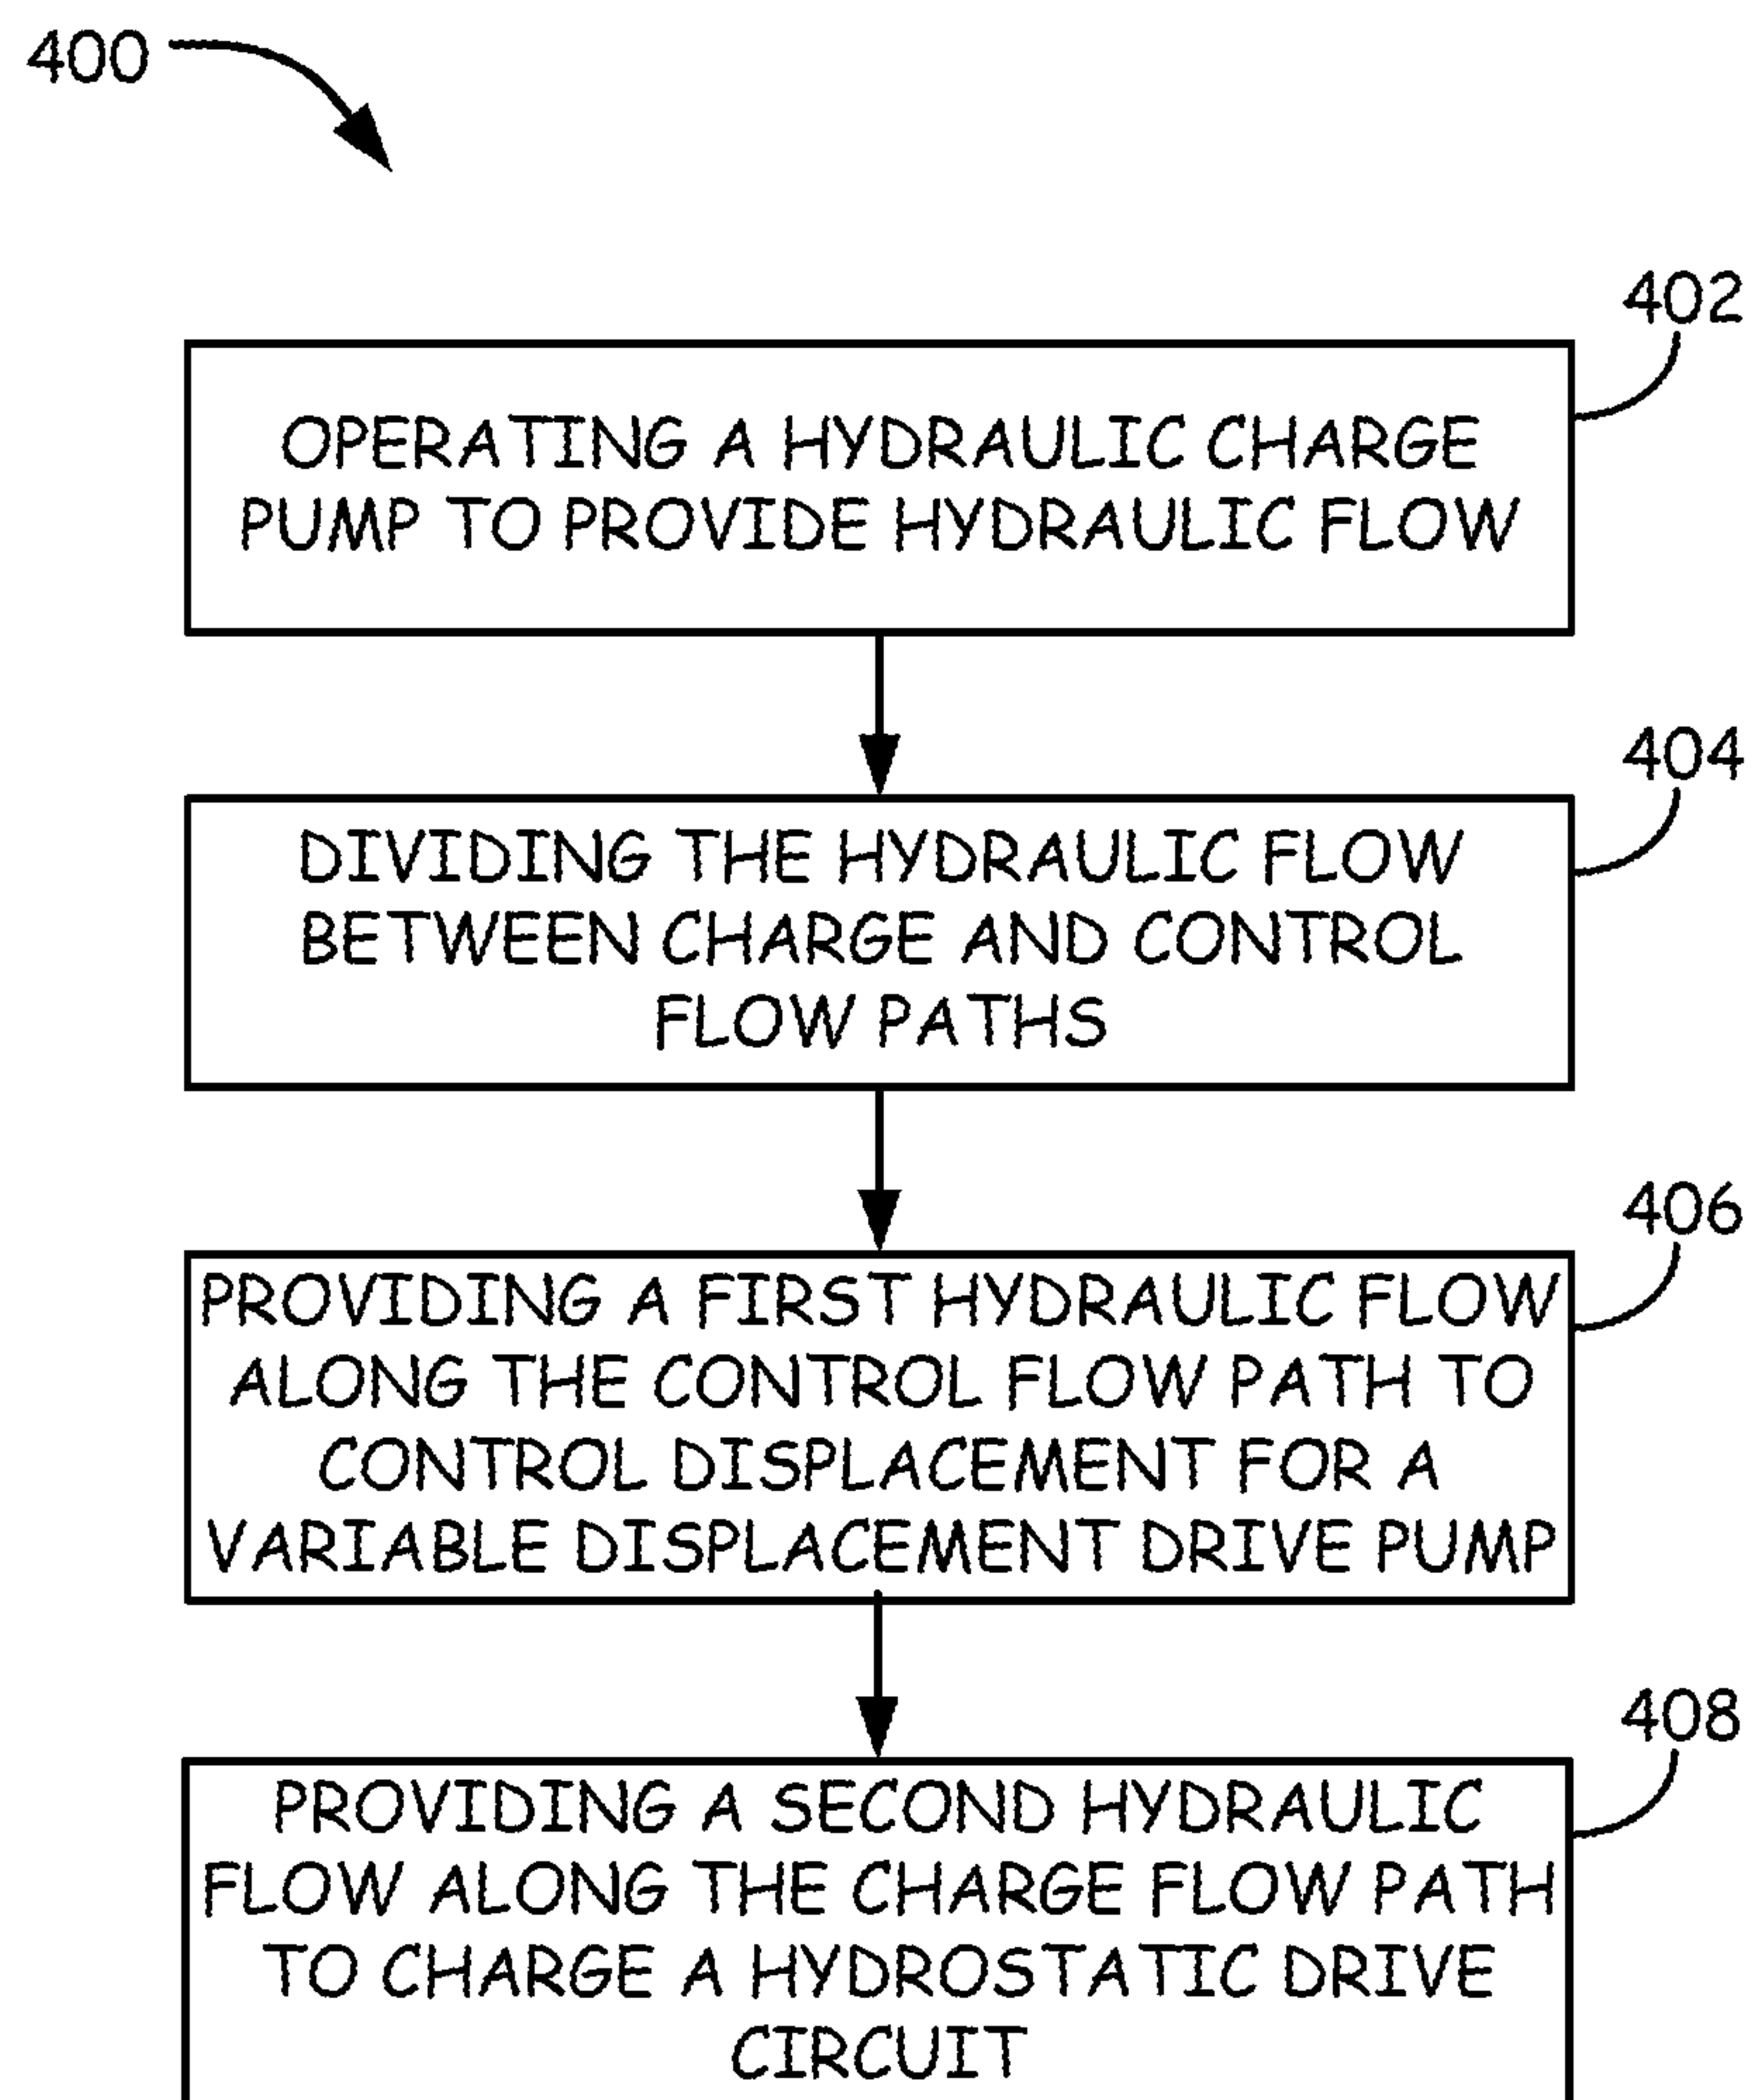 400
402
OPERATING A HYDRAULIC CHARGE
PUMP TO PROVIDE HYDRAULIC FLOW
404
DIVIDING THE HYDRAULIC FLOW
BETWEEN CHARGE AND CONTROL
FLOW PATHS
406
PROVIDING A FIRST HYDRAULIC FLOW
ALONG THE CONTROL FLOW PATH TO
CONTROL DISPLACEMENT FOR A
VARIABLE DISPLACEMENT DRIVE PUMP
408
PROVIDING A SECOND HYDRAULIC
FLOW ALONG THE CHARGE FLOW PATH
TO CHARGE A HYDROSTATIC DRIVE
CIRCUIT